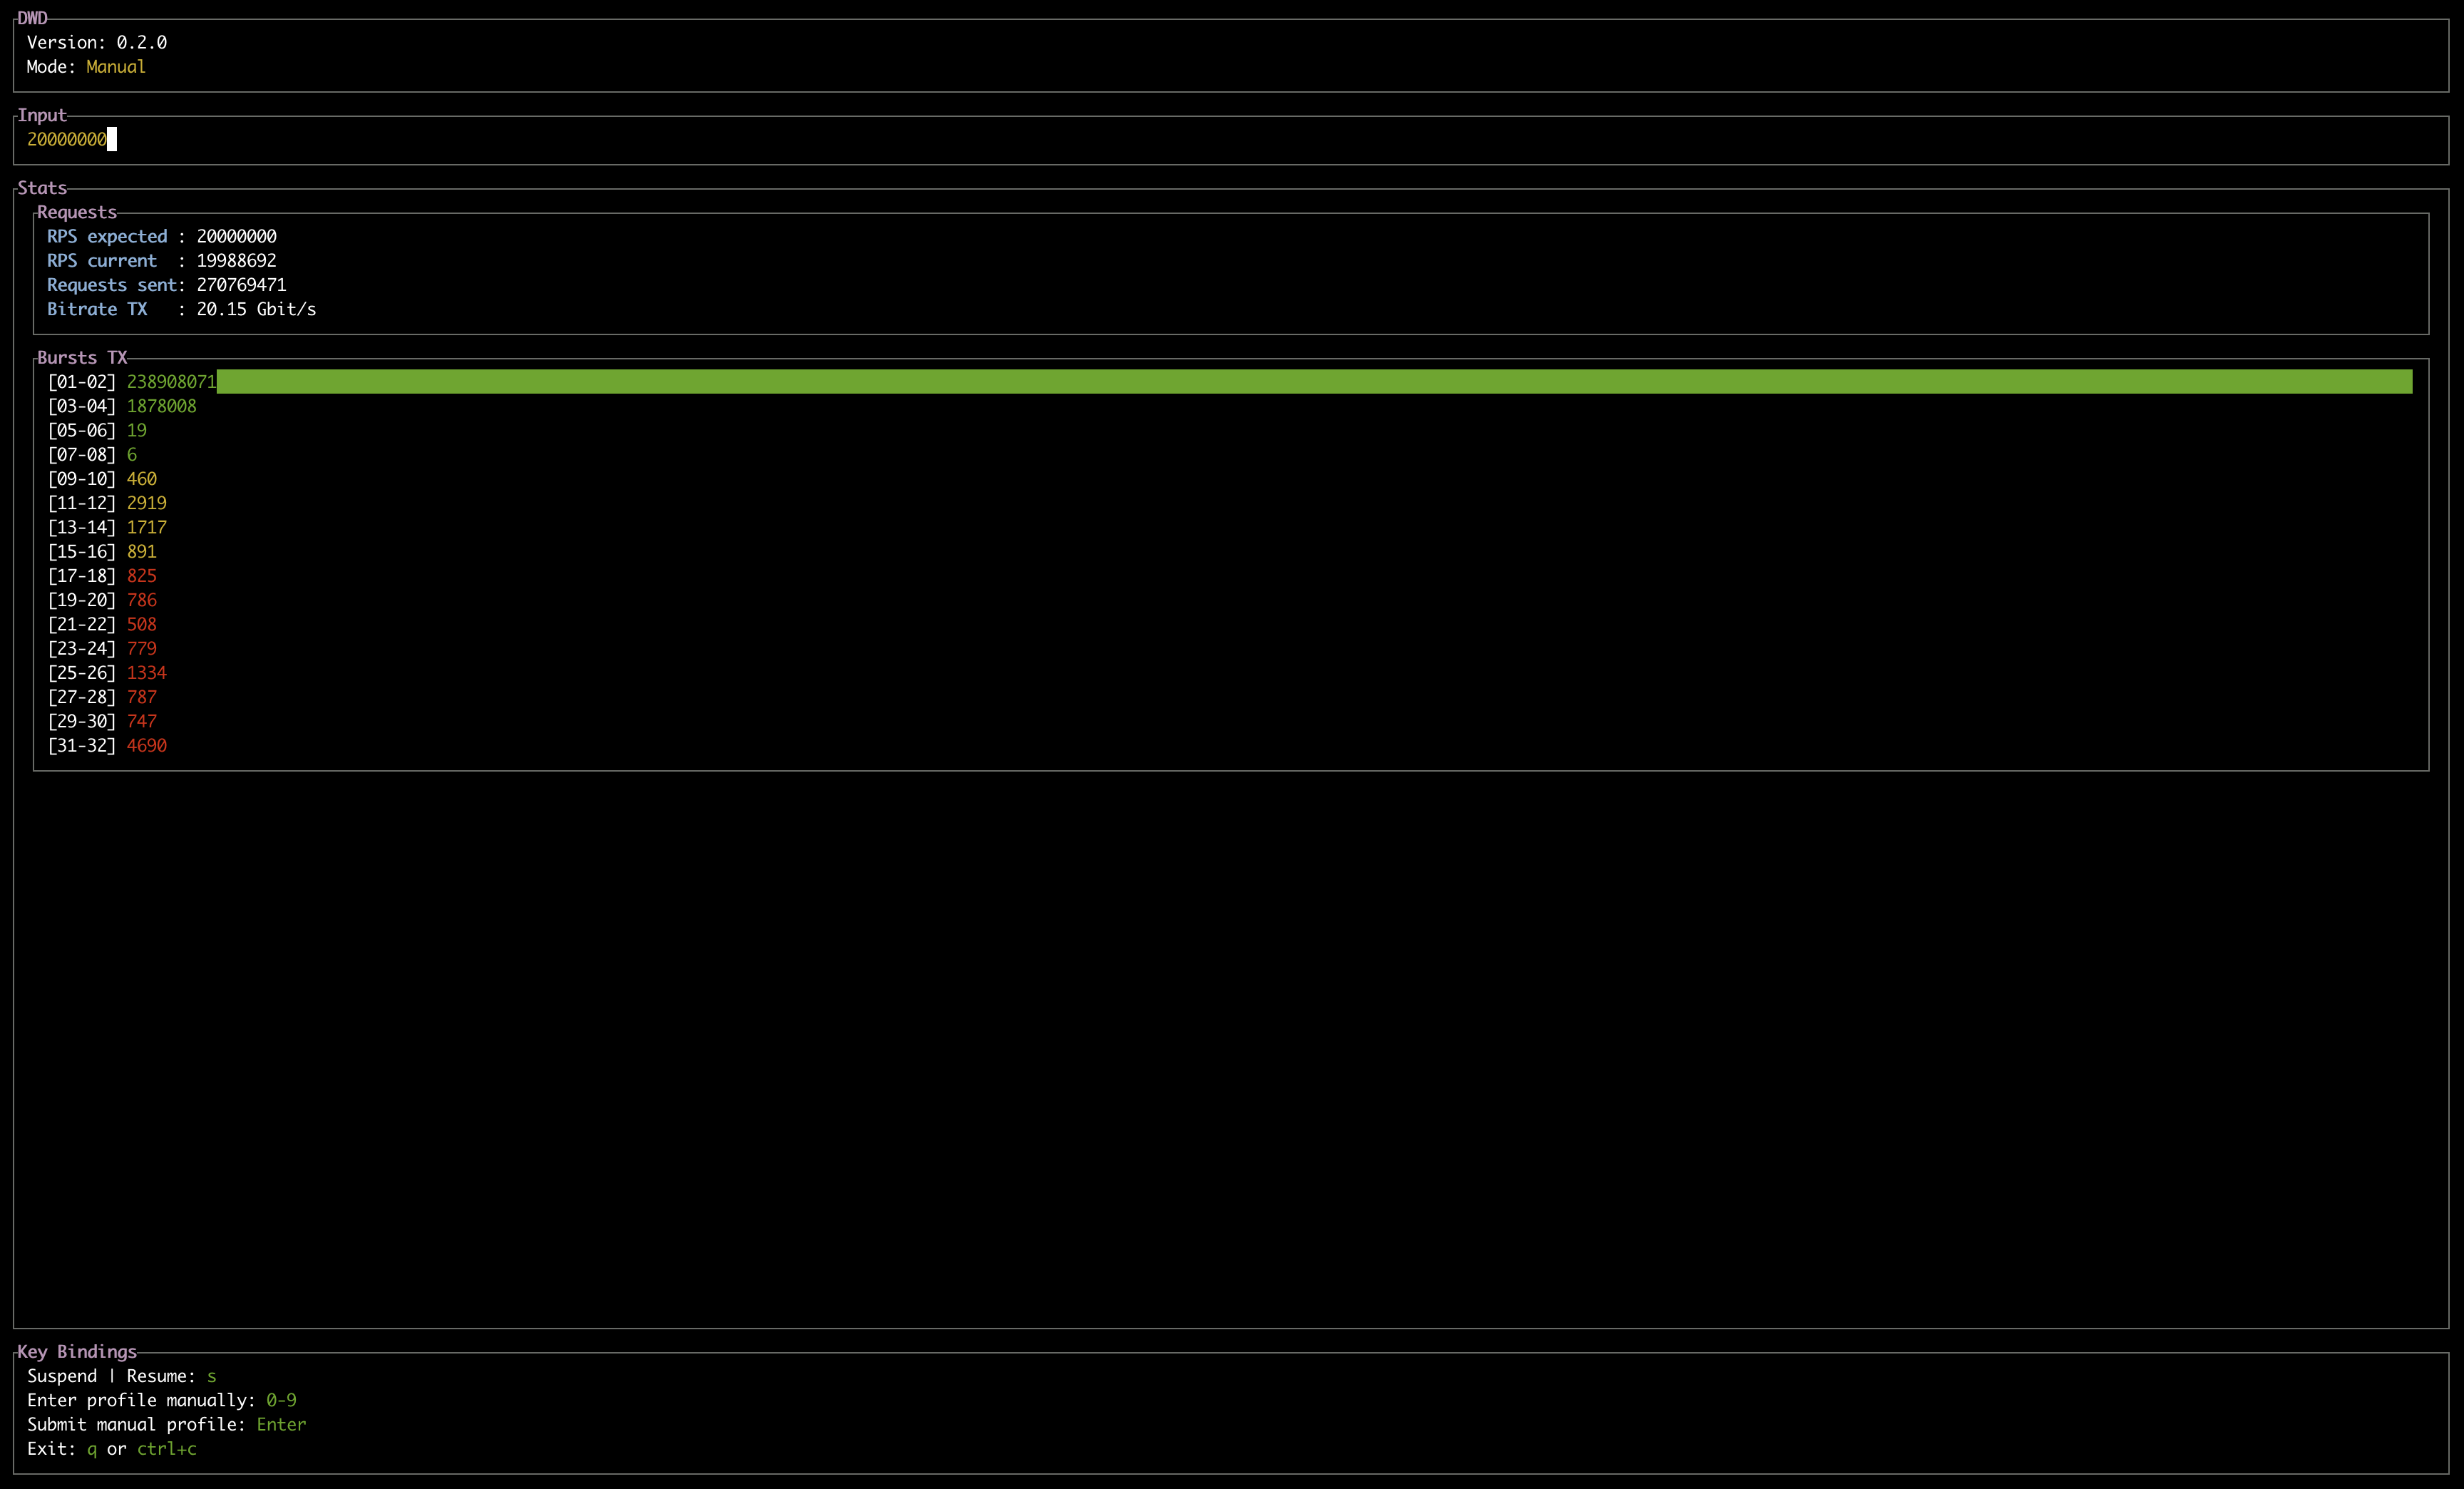 DWD
Version: 0.2.0
Mode: Manual
Input
20000000
Stats
Requests
RPS expected : 20000000
RPS current  : 19988692
Requests sent: 270769471
Bitrate TX   : 20.15 Gbit/s
Bursts TX
[01-02] 238908071
[03-04] 1878008
[05-06] 19
[07-08] 6
[09-10] 460
[11-12] 2919
[13-14] 1717
[15-16] 891
[17-18] 825
[19-20] 786
[21-22] 508
[23-24] 779
[25-26] 1334
[27-28] 787
[29-30] 747
[31-32] 4690
Key Bindings
Suspend | Resume: s
Enter profile manually: 0-9
Submit manual profile: Enter
Exit: q or ctrl+c